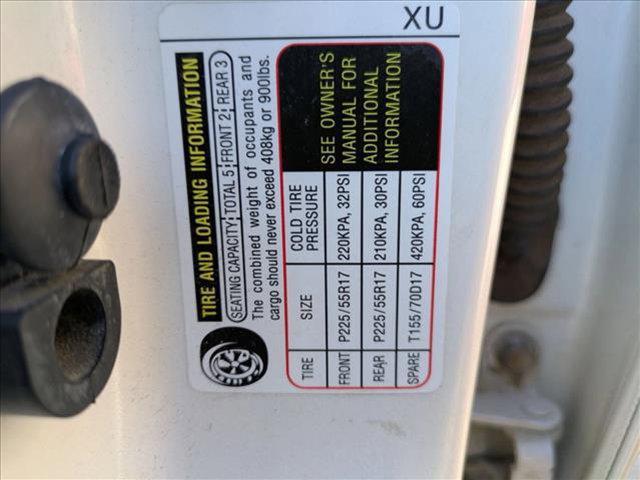 XU
TIRE AND LOADING INFORMATION
SEATING CAPACITY TOTAL 5 FRONT 2 REAR 3
The combined weight of occupants and
cargo should never exceed 408kg or 900lbs.
TIRE SIZE COLD TIRE PRESSURE
FRONT P225/55R17 220KPA, 32PSI
REAR P225/55R17 210KPA, 30PSI
SPARE T155/70D17 420KPA, 60PSI
SEE OWNER'S
MANUAL FOR
ADDITIONAL
INFORMATION